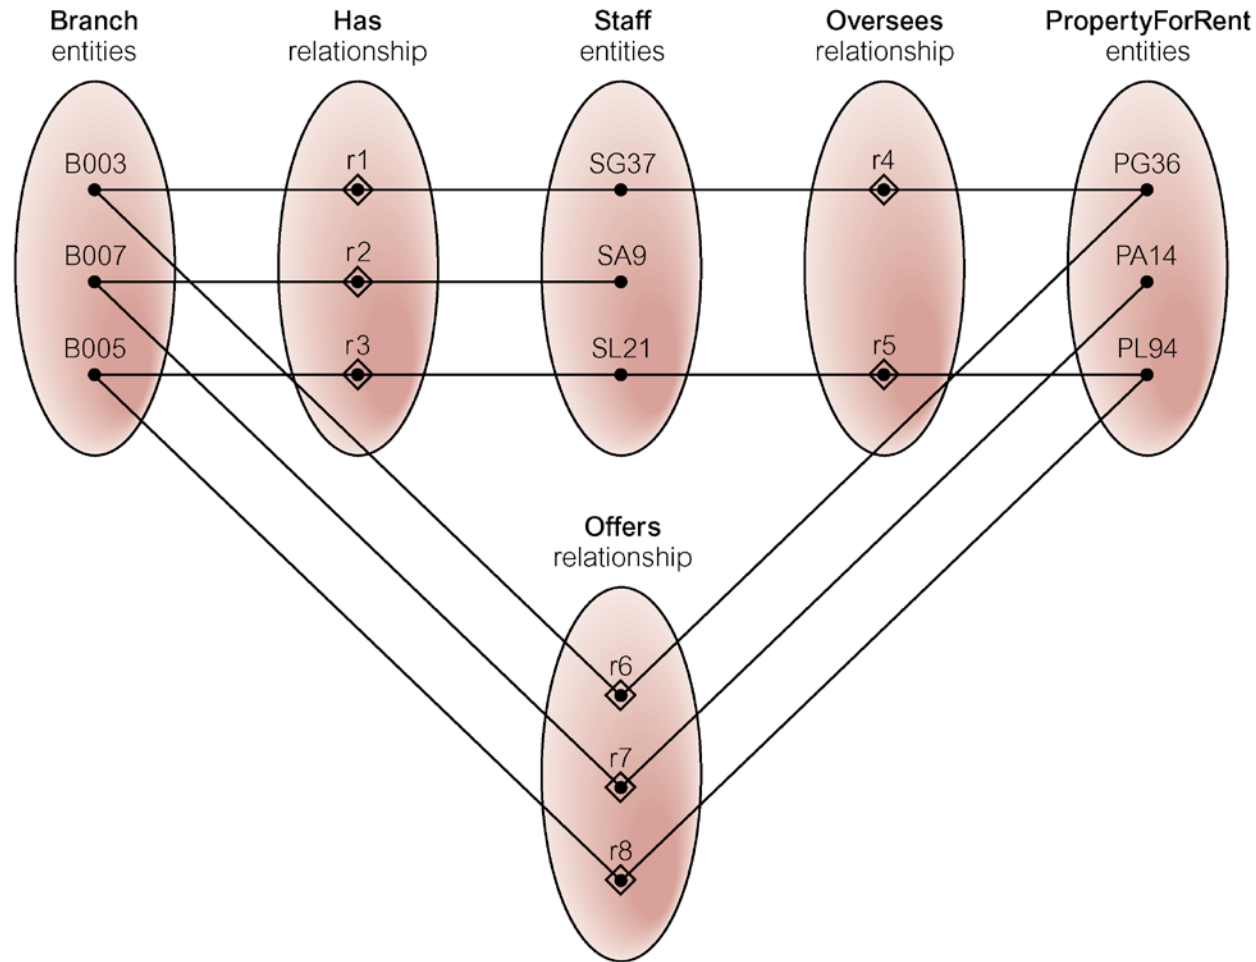 Branch
entities
Has
relationship
Staff
entities
Oversees
relationship
PropertyForRent
entities
B003
r1
SG37
r4
PG36
B007
r2
SA9
PA14
B005
r3
SL21
r5
PL94
Offers
relationship
r6
r7
r8